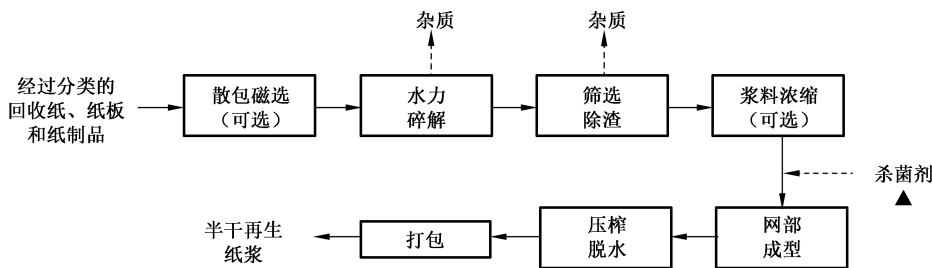 杂质
杂质
经过分类的
回收纸、纸板
和纸制品
散包磁选
（可选）
水力
碎解
筛选
除渣
浆料浓缩
（可选）
杀菌剂
▲
半干再生
纸浆
打包
压榨
脱水
网部
成型